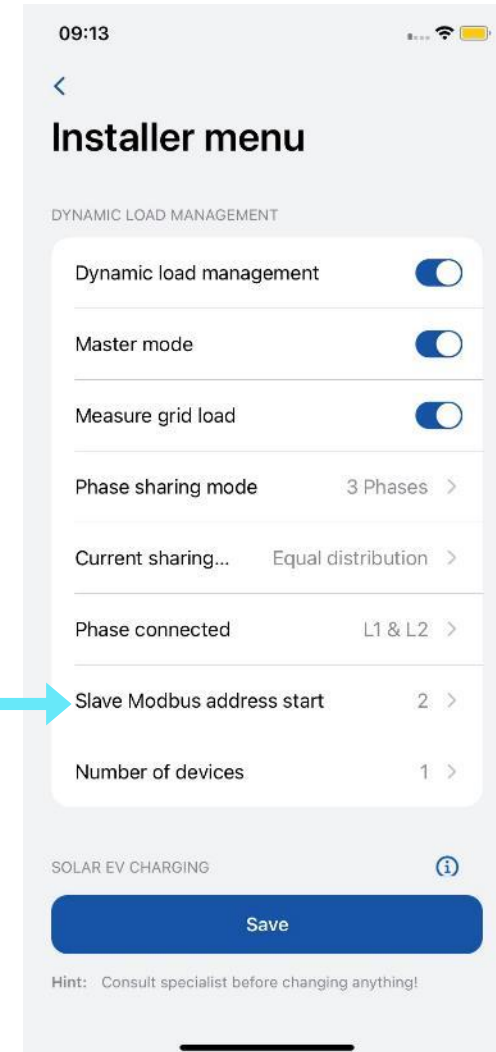 09:13
Installer menu
DYNAMIC LOAD MANAGEMENT
Dynamic load management
Master mode
Measure grid load
Phase sharing mode 3 Phases
Current sharing... Equal distribution
Phase connected L1 & L2
Slave Modbus address start 2
Number of devices 1
SOLAR EV CHARGING
Save
Hint: Consult specialist before changing anything!